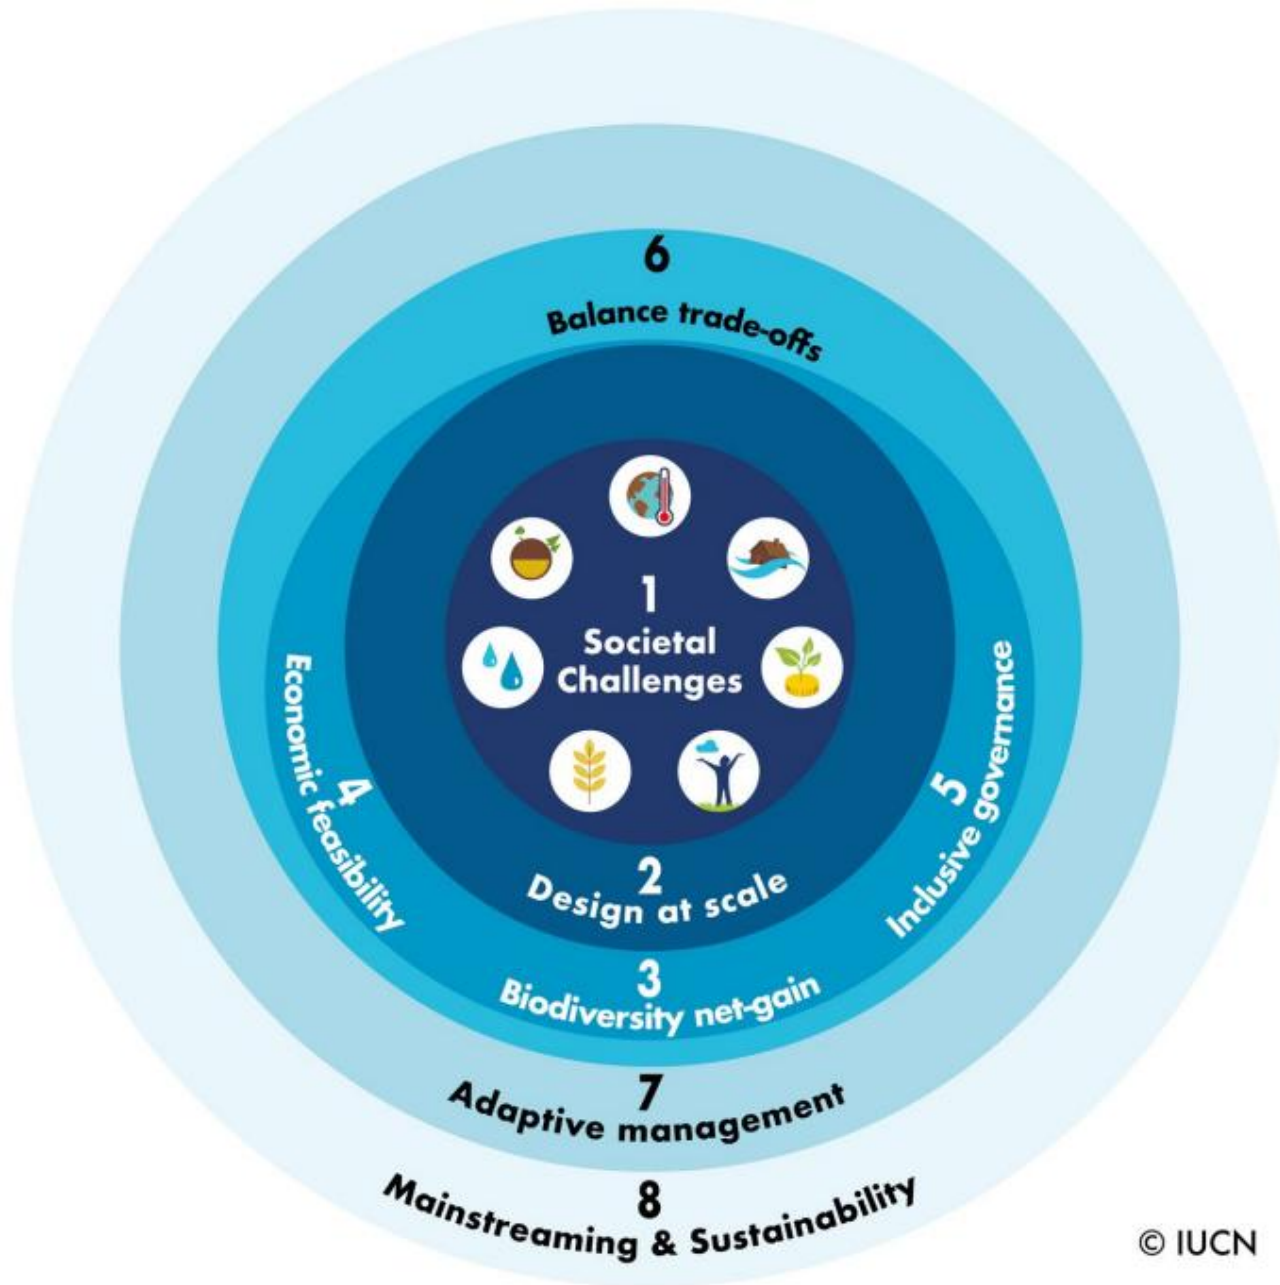 6
Balance trade-offs
1
Societal
Challenges
4
Economic feasibility
5
Inclusive governance
2
Design at scale
3
Biodiversity net-gain
7
Adaptive management
8
Mainstreaming & Sustainability
© IUCN